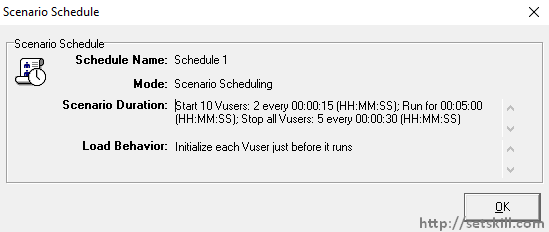 Scenario Schedule
Scenario Schedule
Schedule Name: Schedule 1
Mode: Scenario Scheduling
Scenario Duration: Start 10 Vusers: 2 every 00:00:15 (HH:MM:SS); Run for 00:05:00
(HH:MM:SS); Stop all Vusers: 5 every 00:00:30 (HH:MM:SS)
Load Behavior: Initialize each Vuser just before it runs
OK
http://setskill.com